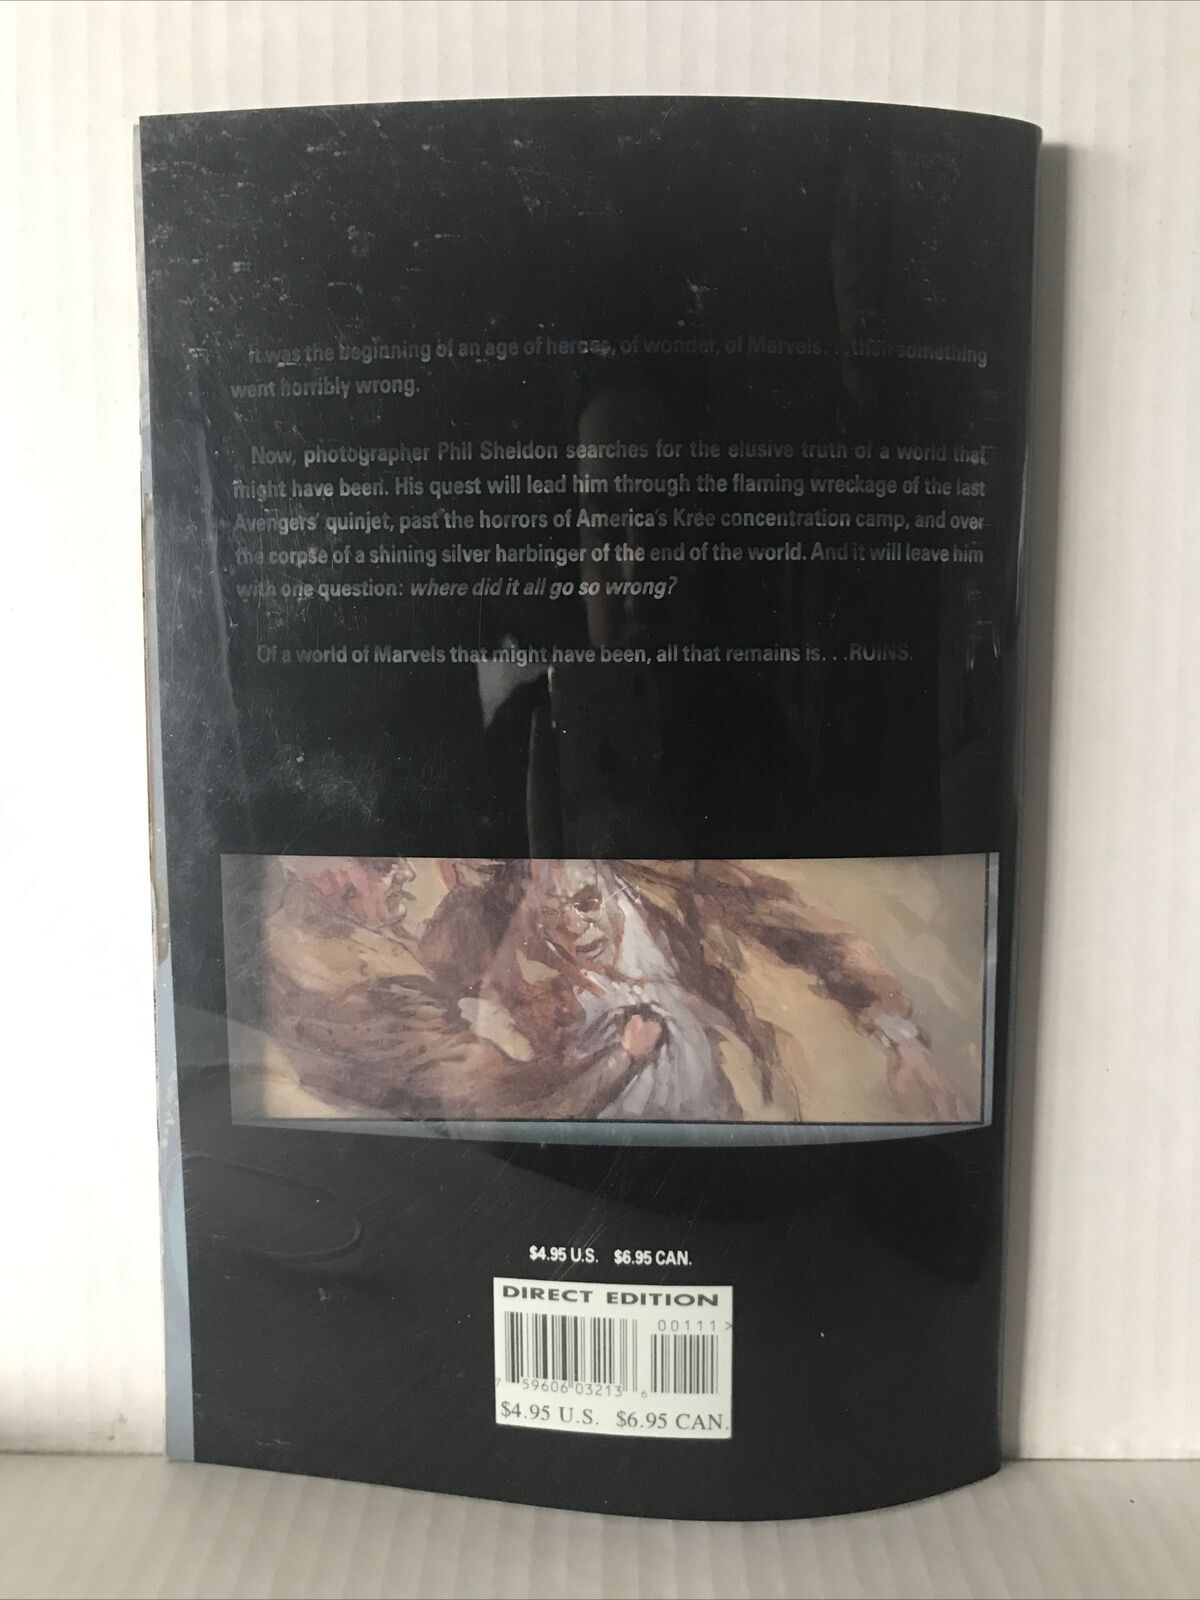 It was the beginning of an age of heroes, of wonder, of Marvels. . .then something
went horribly wrong.
Now, photographer Phil Sheldon searches for the elusive truth of a world that
might have been. His quest will lead him through the flaming wreckage of the last
Avengers' quinjet, past the horrors of America's Kree concentration camp, and over
the corpse of a shining silver harbinger of the end of the world. And it will leave him
with one question: where did it all go so wrong?
Of a world of Marvels that might have been, all that remains is. . .RUINS.
$4.95 U.S. $6.95 CAN.
DIRECT EDITION
00111>
7 59606 03213 6
$4.95 U.S. $6.95 CAN.